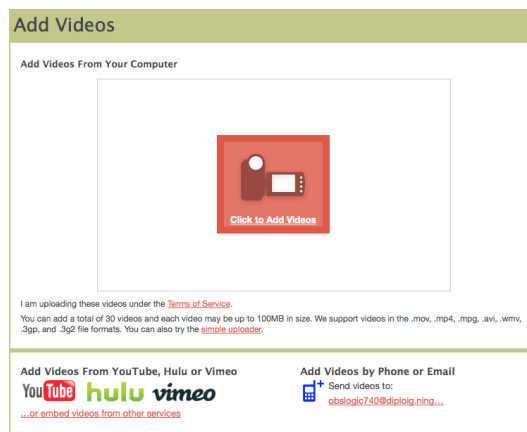 Add Videos
Add Videos From Your Computer
Click to Add Videos
I am uploading these videos under the Terms of Service.
You can add a total of 30 videos and each video may be up to 100MB in size. We support videos in the .mov, .mp4, .mpg, .avi, .wmv,
.3gp, and .3g2 file formats. You can also try the simple uploader.
Add Videos From YouTube, Hulu or Vimeo
YouTube hulu vimeo
...or embed videos from other services
Add Videos by Phone or Email
Send videos to:
obslogic740@diploig.ning...